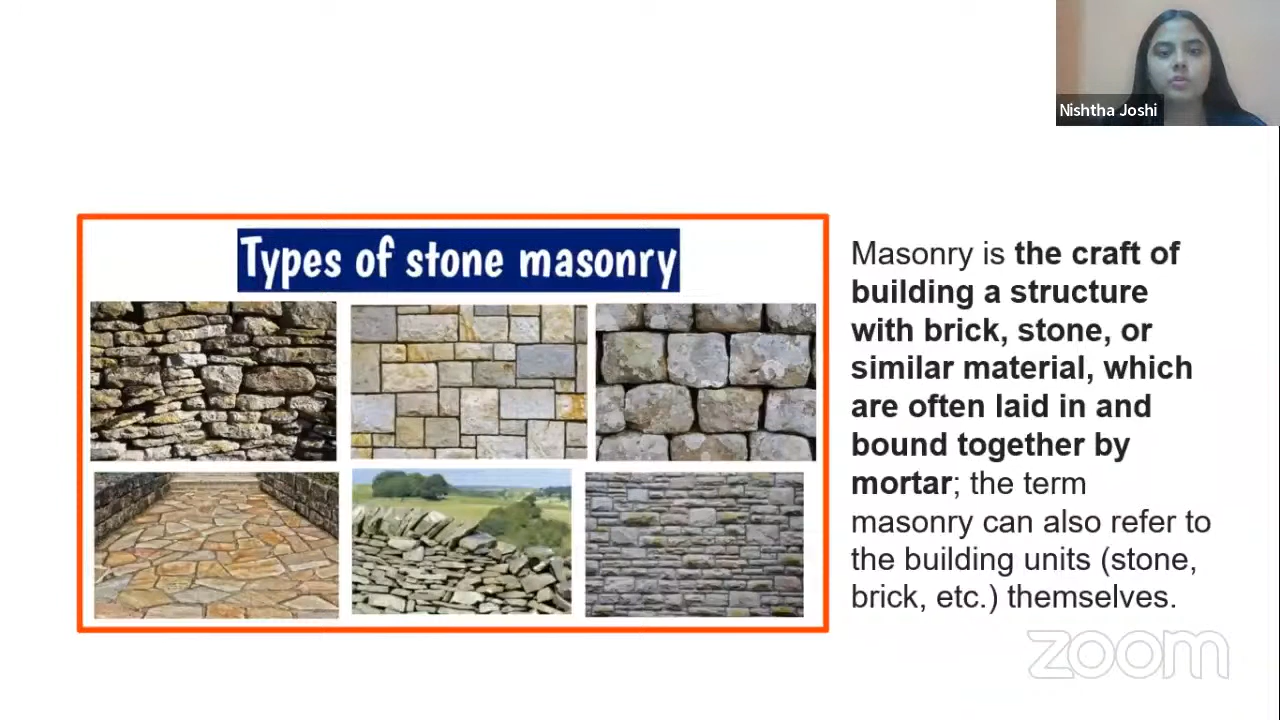 Nishtha Joshi
Types of stone masonry
Masonry is the craft of
building a structure
with brick, stone, or
similar material, which
are often laid in and
bound together by
mortar; the term
masonry can also refer to
the building units (stone,
brick, etc.) themselves.
zoom